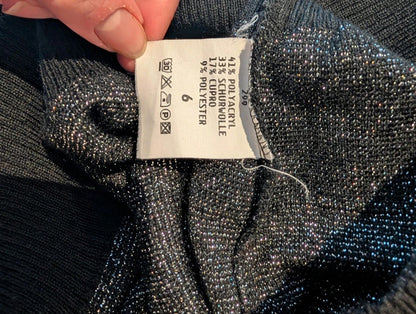 41% POLYACRYL
33% SCHURWOLLE
17% CUPRO
9% POLYESTER
6